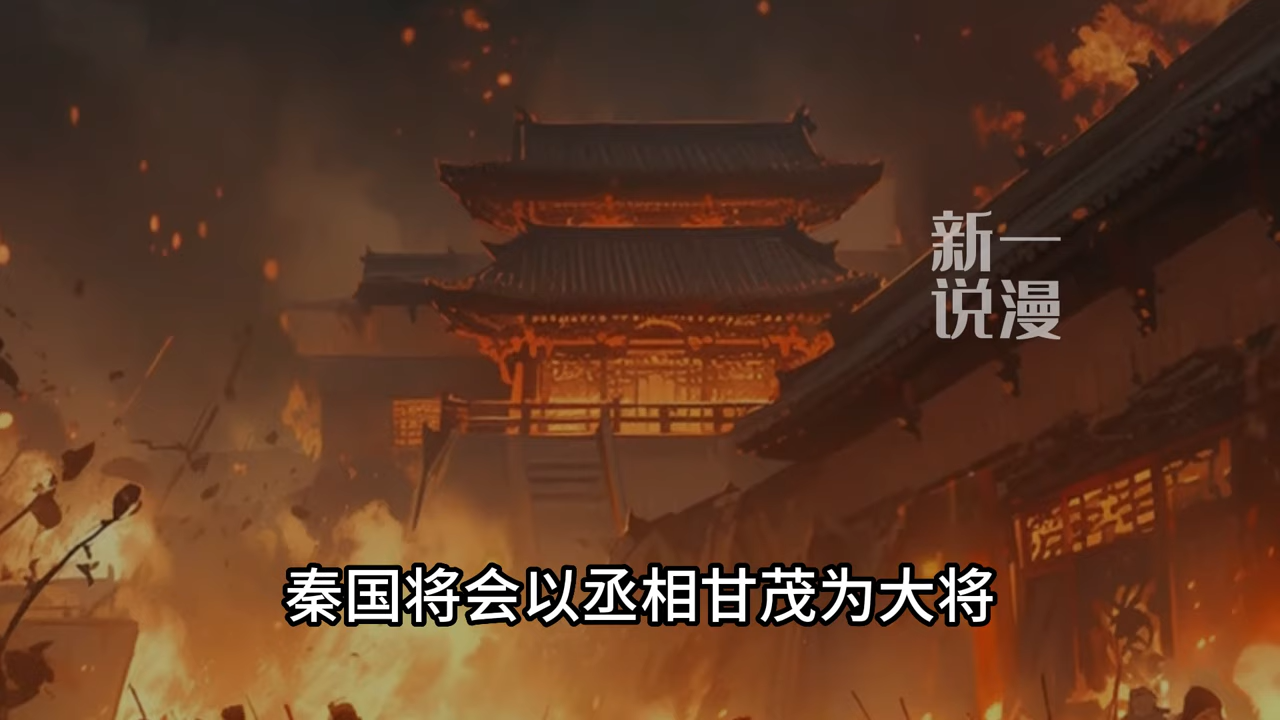 新一
说漫
秦国将会以丞相甘茂为大将